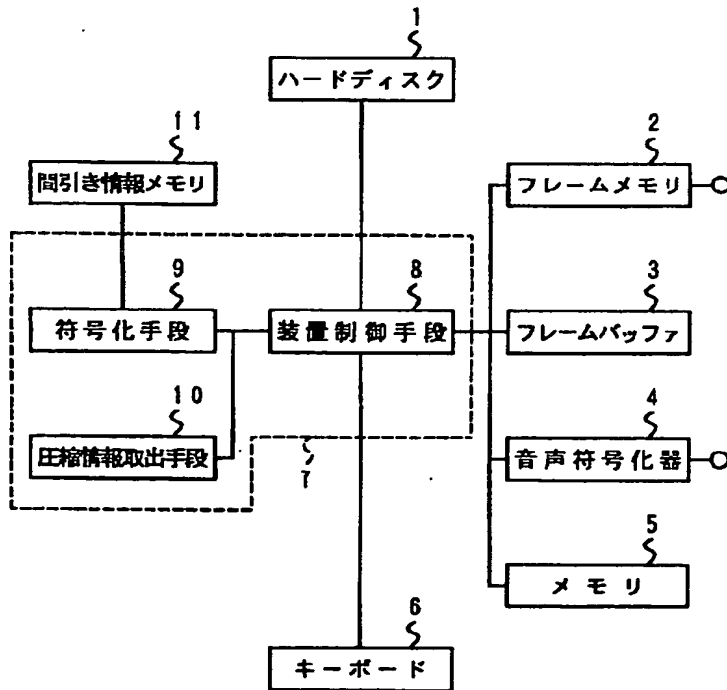 1
ハードディスク
11
間引き情報メモリ
2
フレームメモリ
9
符号化手段
8
装置制御手段
3
フレームバッファ
10
圧縮情報取出手段
7
4
音声符号化器
5
メモリ
6
キーボード